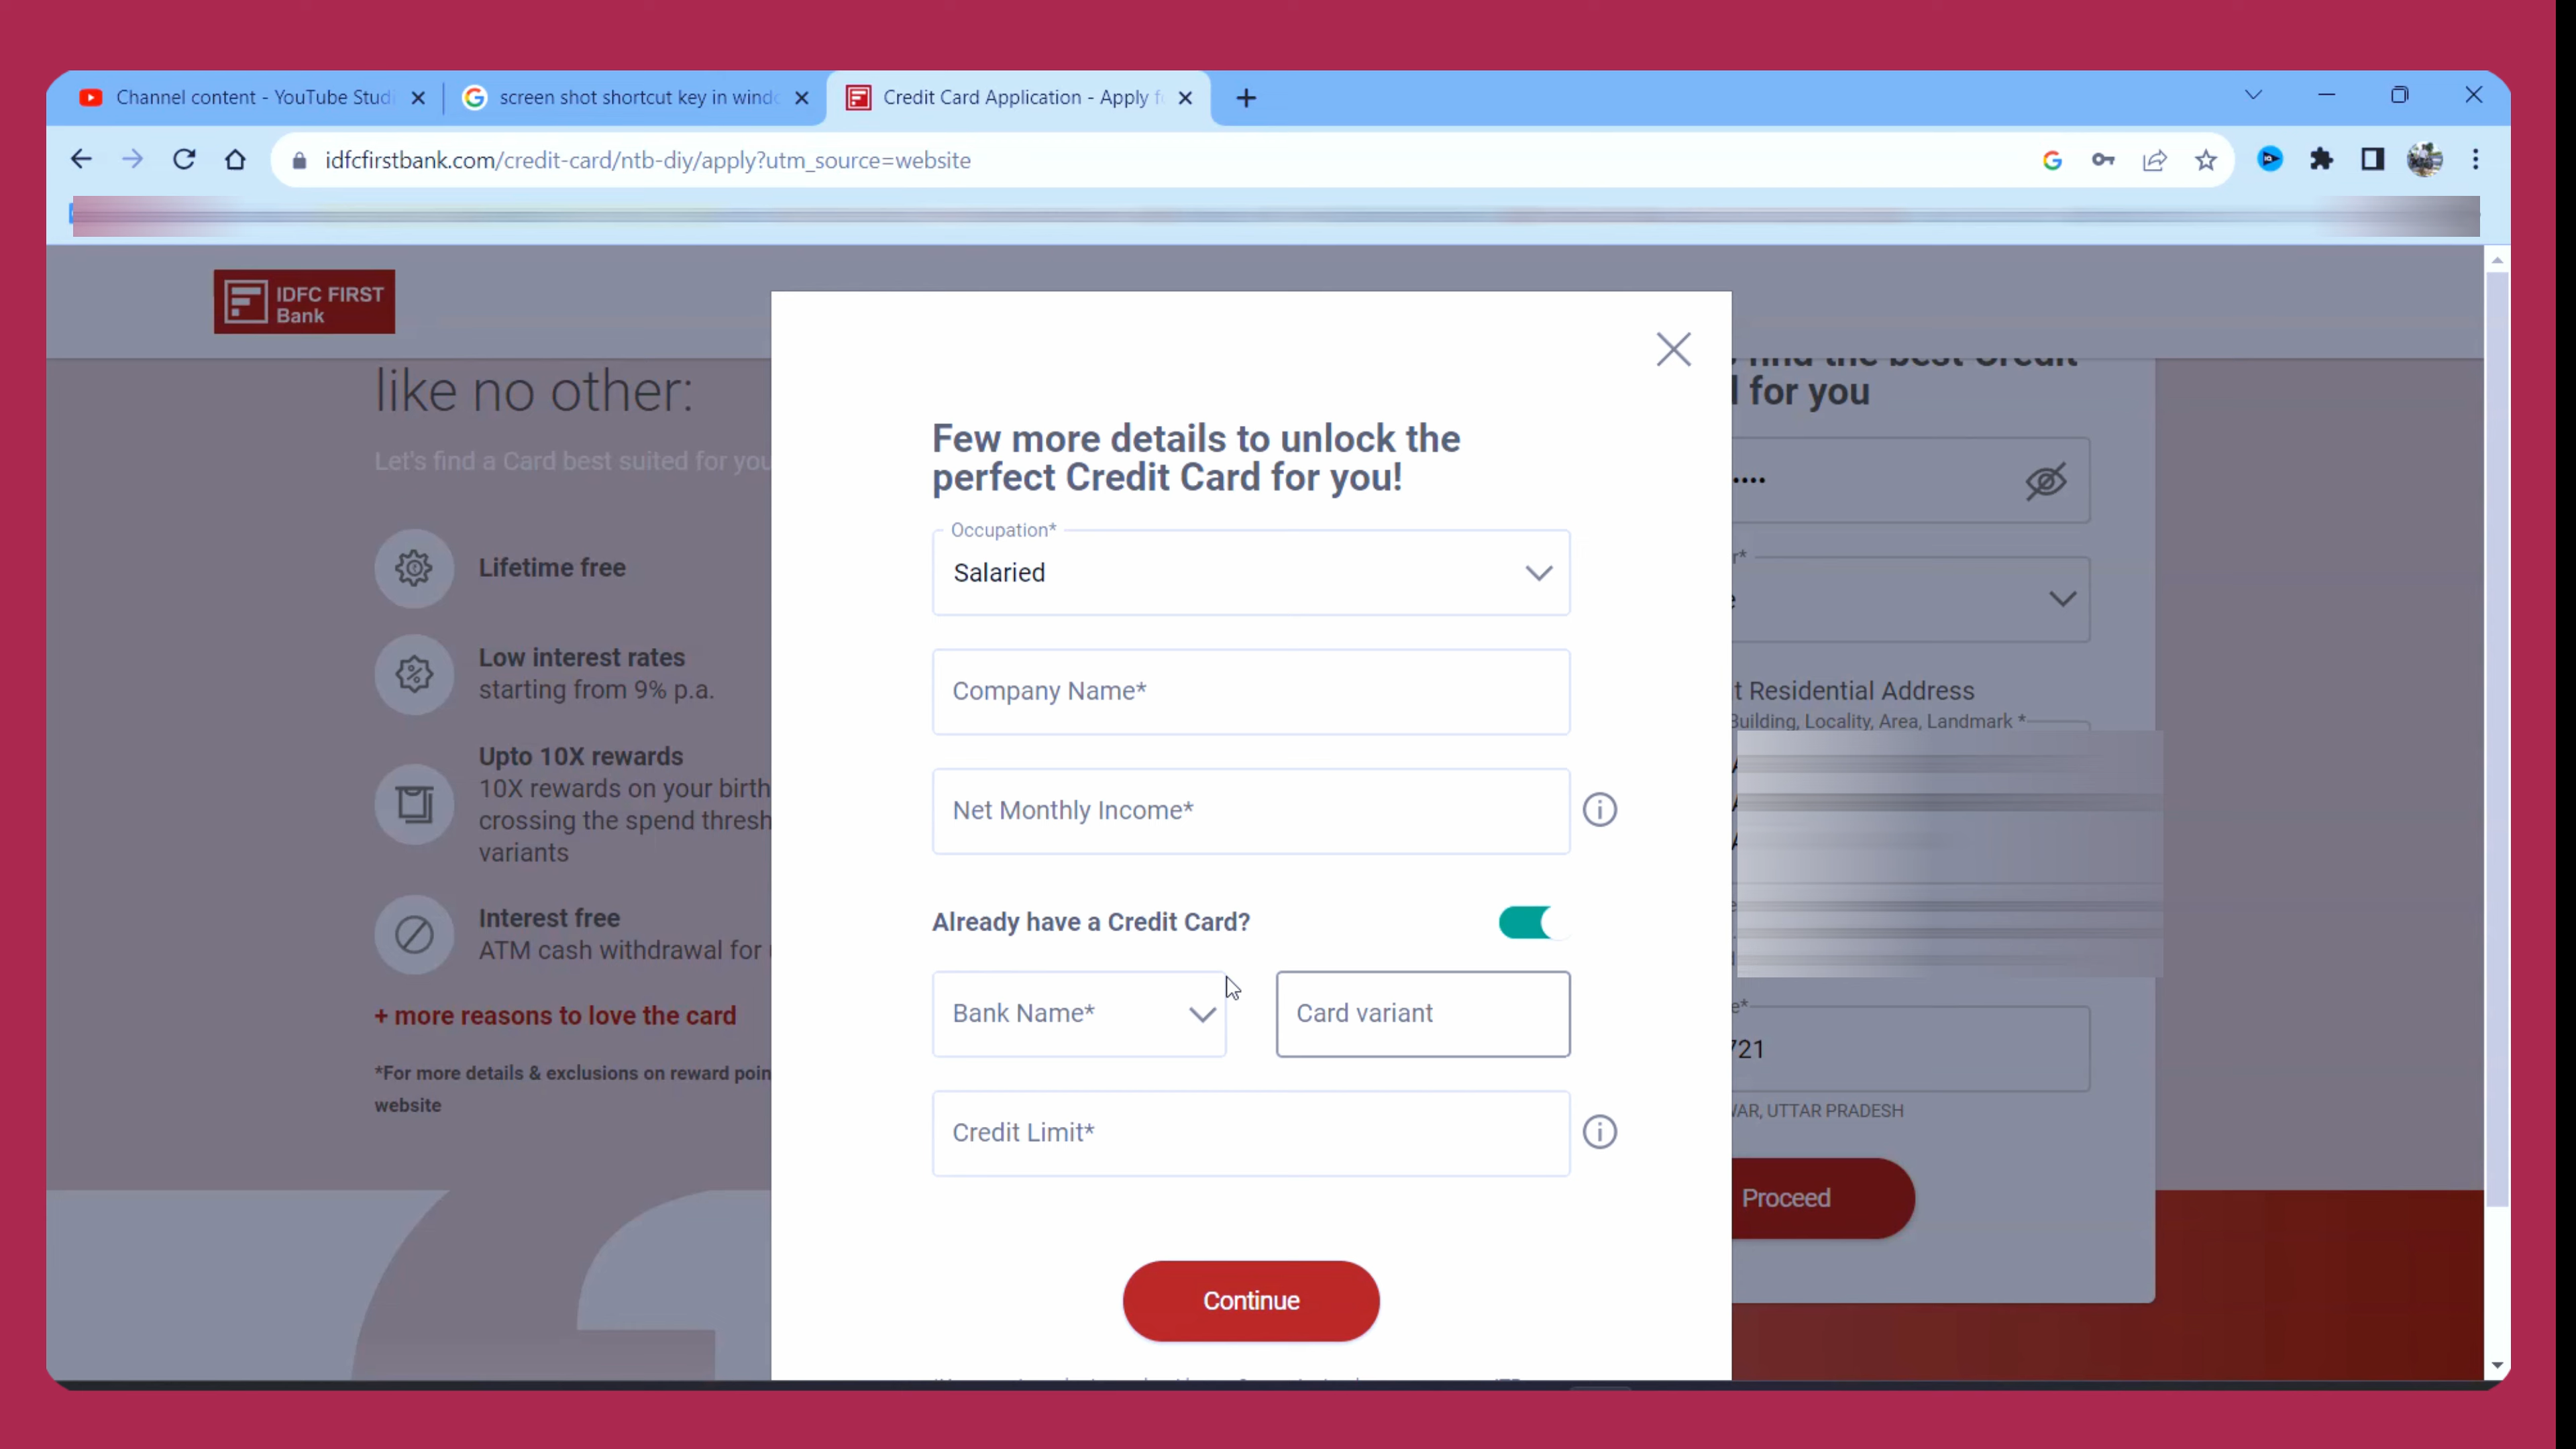 Channel content - YouTube Studi
screen shot shortcut key in windo
Credit Card Application - Apply f
idfcfirstbank.com/credit-card/ntb-diy/apply?utm_source=website
IDFC FIRST
Bank
like no other:
Let's find a Card best suited for you
Lifetime free
Low interest rates
starting from 9% p.a.
Upto 10X rewards
10X rewards on your birth
crossing the spend thresh
variants
Interest free
ATM cash withdrawal for
+ more reasons to love the card
*For more details & exclusions on reward poin
website
Few more details to unlock the
perfect Credit Card for you!
Occupation*
Salaried
Company Name*
Net Monthly Income*
Already have a Credit Card?
Bank Name*
Card variant
Credit Limit*
Continue
find the best Credit
for you
t Residential Address
Building, Locality, Area, Landmark *
721
WAR, UTTAR PRADESH
Proceed